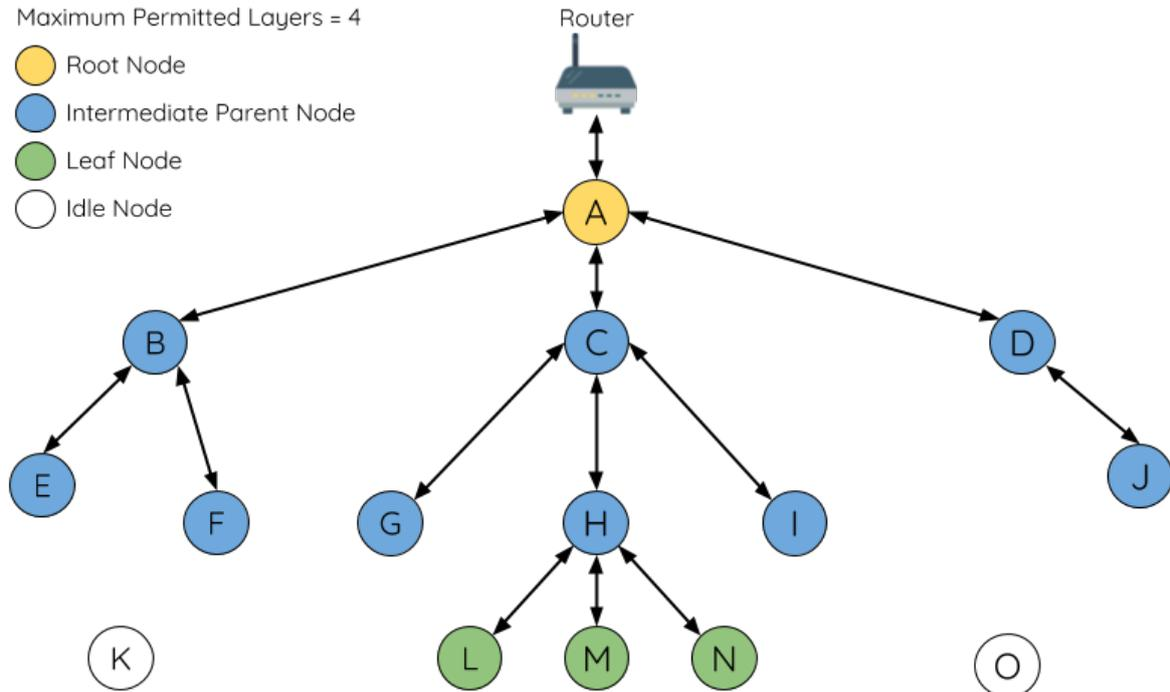 Maximum Permitted Layers = 4
Router
Root Node
Intermediate Parent Node
Leaf Node
Idle Node
A
B
C
D
E
F
G
H
I
J
K
L
M
N
O